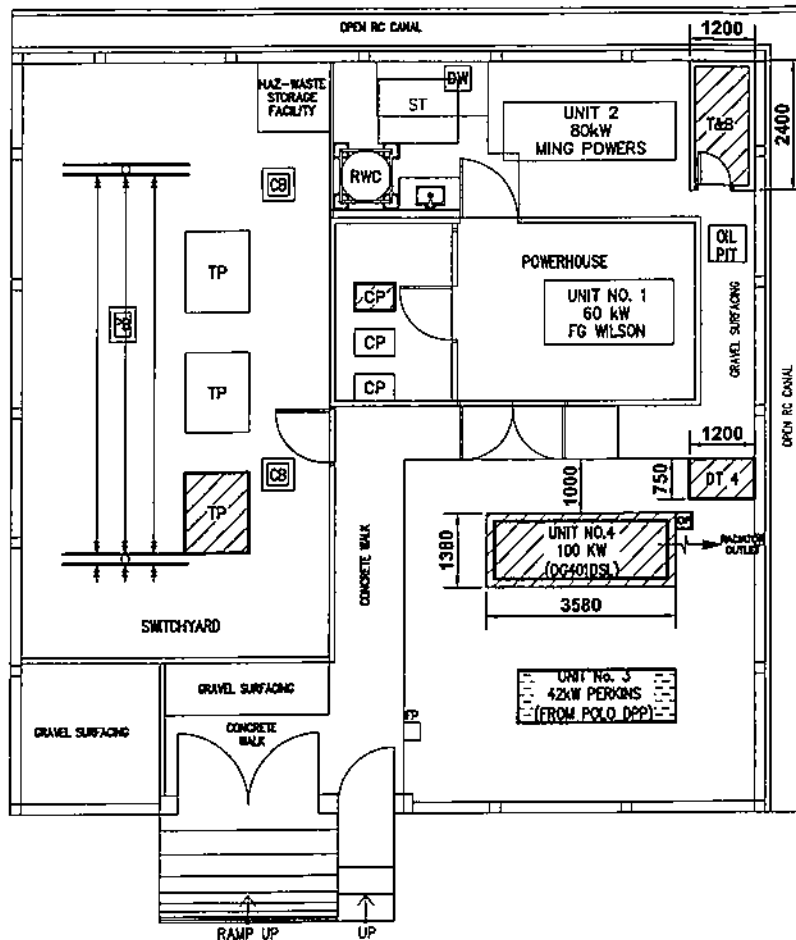 OPEN RC CANAL
1200
HAZ-WASTE
STORAGE
FACILITY
DW
ST
UNIT 2
80kW
MING POWERS
T&B
2400
CB
RWC
TP
OIL
PIT
POWERHOUSE
CP
UNIT NO. 1
60 kW
FG WILSON
GRAVEL SURFACING
OPEN RC CANAL
CP
TP
CP
1200
CB
1000
750
DT 4
TP
CONCRETE WALK
1380
UNIT NO.4
100 KW
(DG401DSL)
RADIATOR
OUTLET
3580
SWITCHYARD
GRAVEL SURFACING
UNIT No. 3
42kW PERKINS
(FROM POLO DPP)
GRAVEL SURFACING
CONCRETE
WALK
FP
RAMP UP
UP